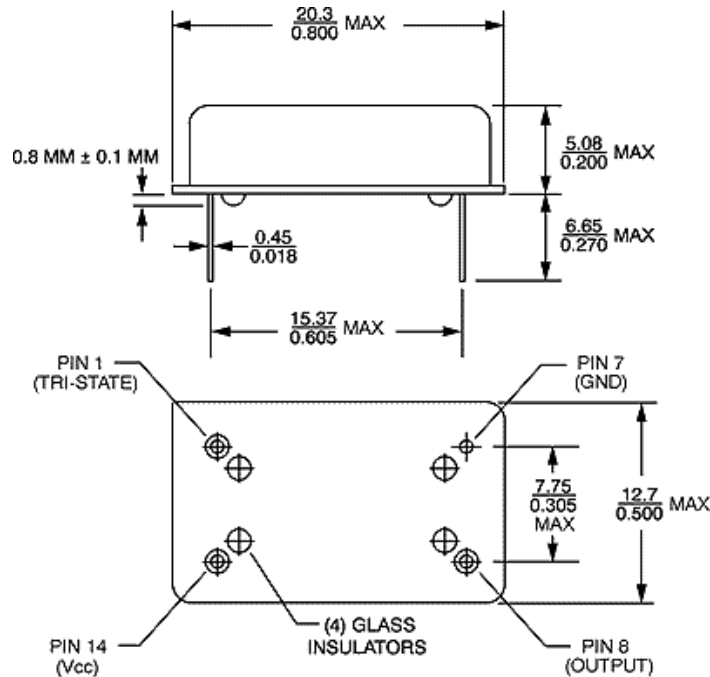 20.3 MAX
0.800
0.8 MM ± 0.1 MM
5.08 MAX
0.200
0.45
0.018
6.65 MAX
0.270
15.37 MAX
0.605
PIN 1
(TRI-STATE)
PIN 7
(GND)
7.75
0.305
MAX
12.7 MAX
0.500
PIN 14
(Vcc)
(4) GLASS
INSULATORS
PIN 8
(OUTPUT)